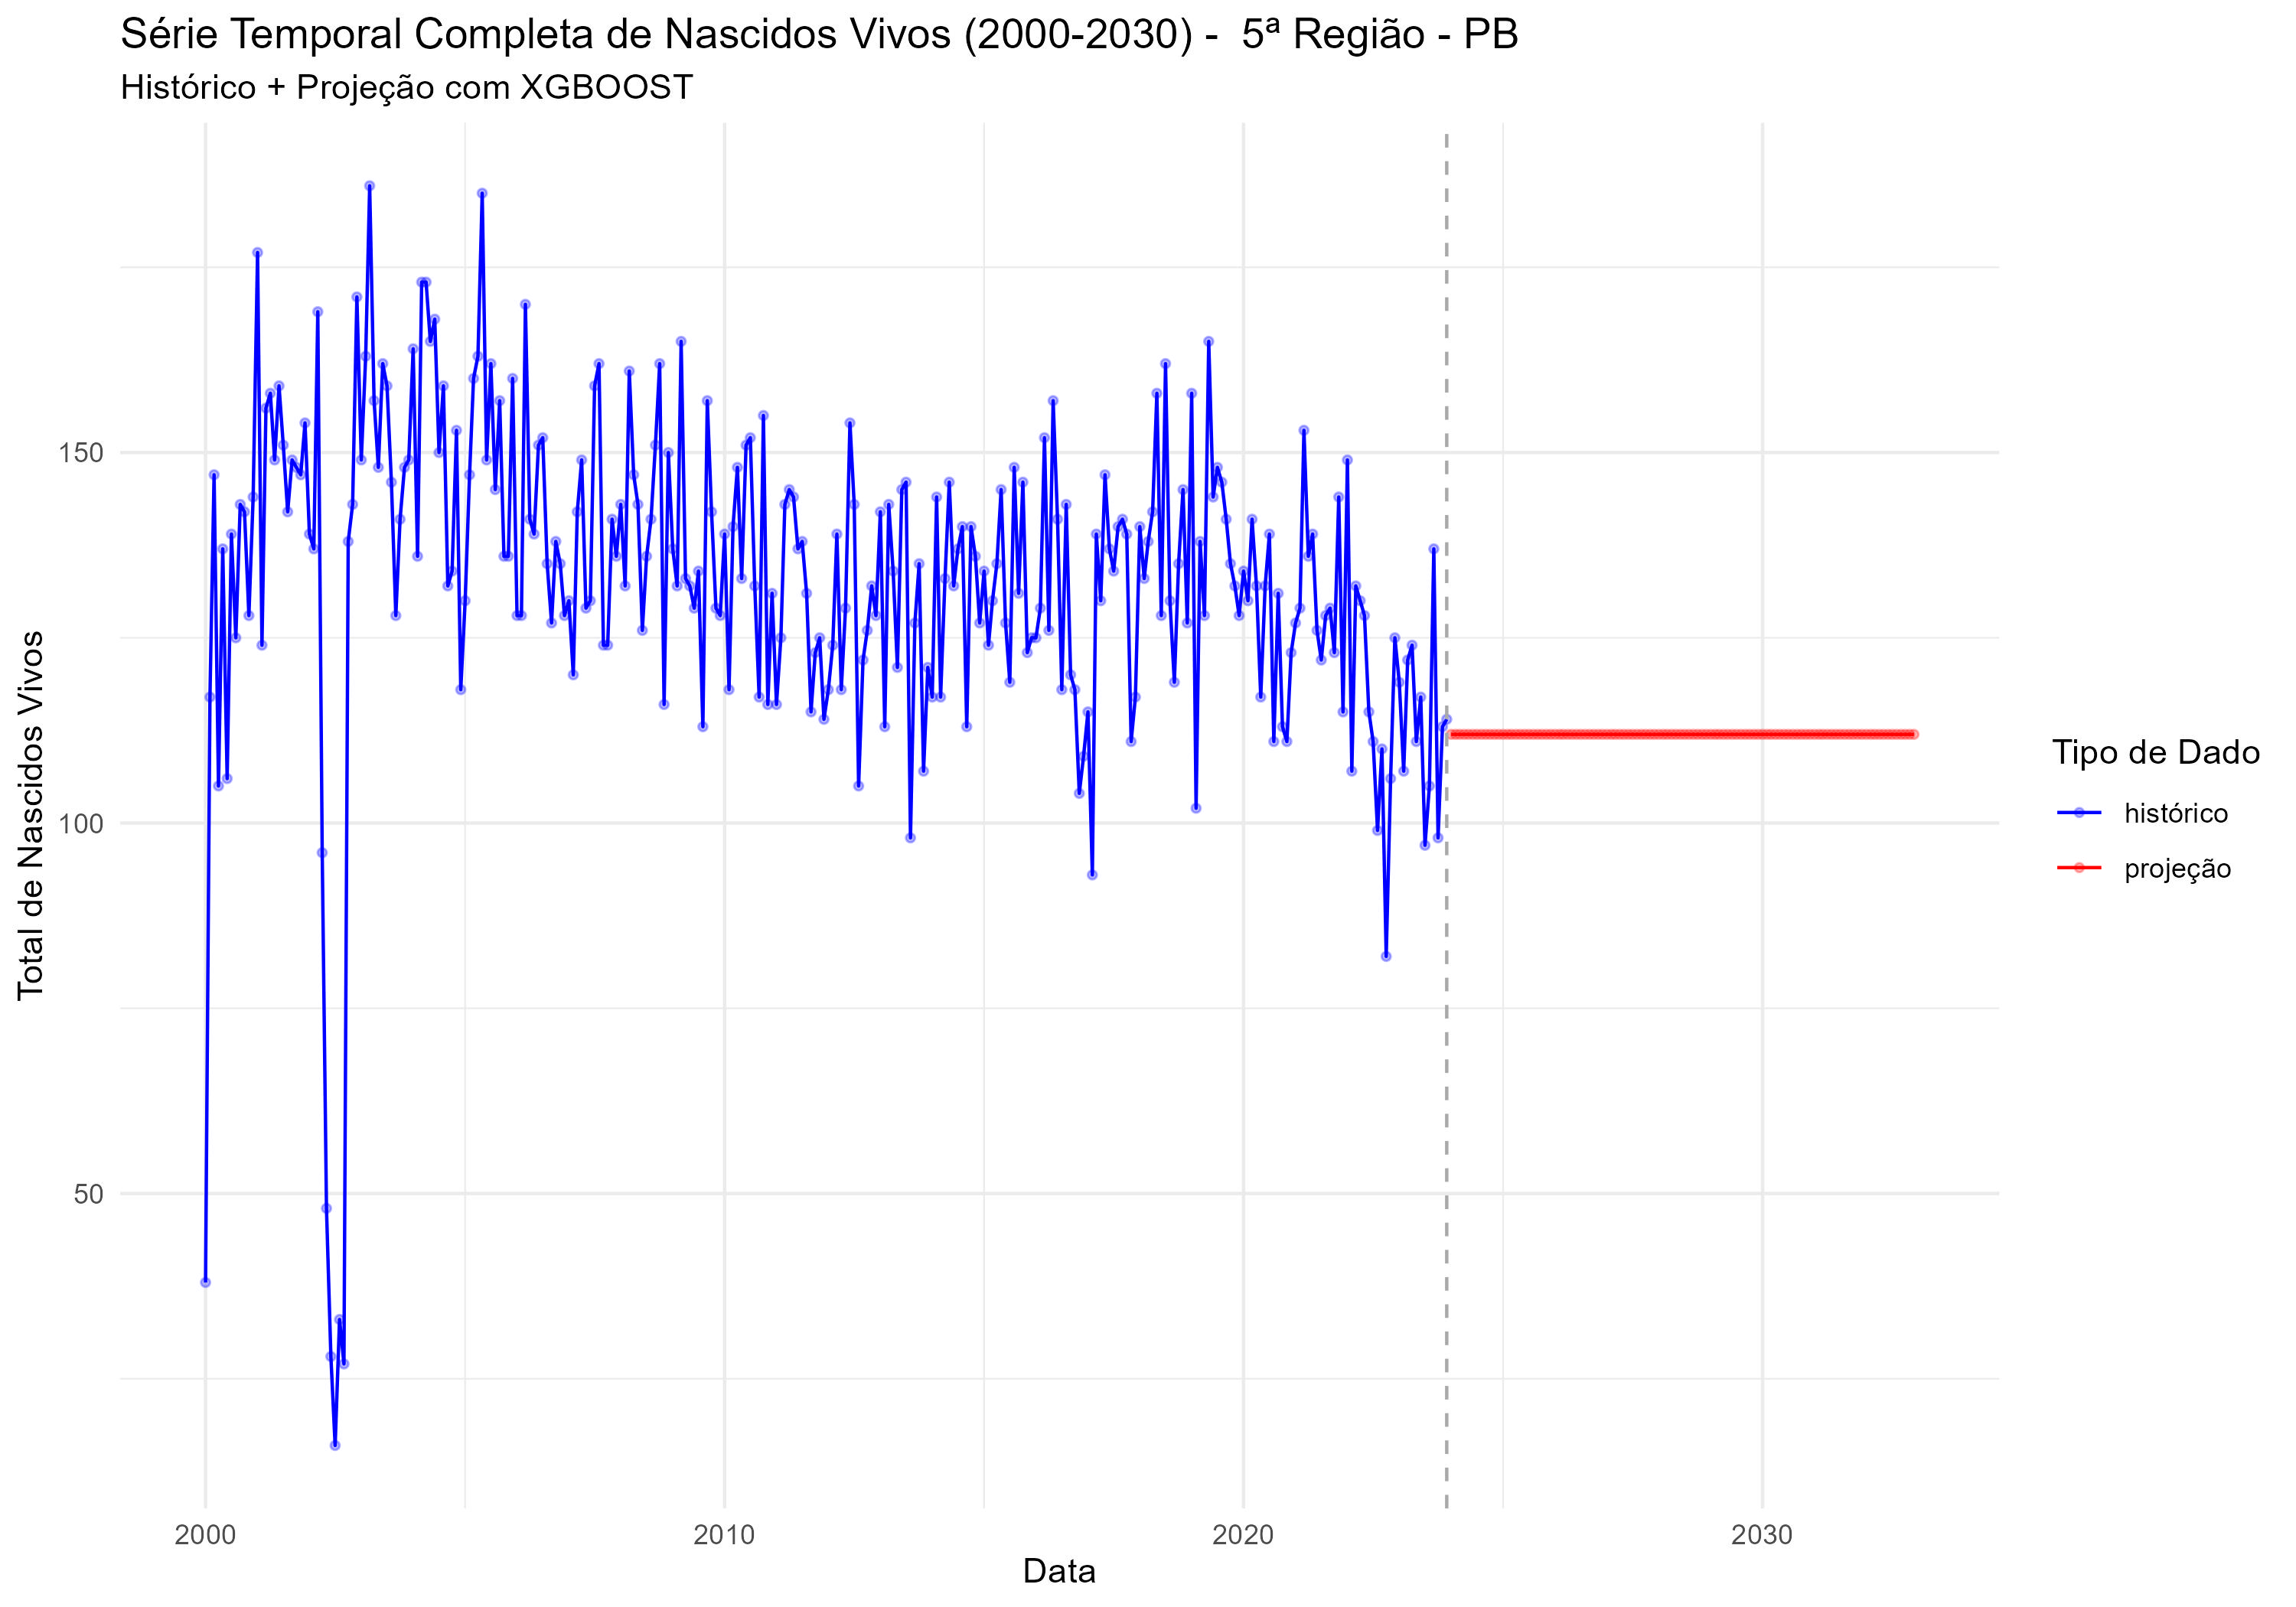 Série Temporal Completa de Nascidos Vivos (2000-2030) -  5ª Região - PB
Histórico + Projeção com XGBOOST
Total de Nascidos Vivos
150
100
50
2000
2010
2020
2030
Data
Tipo de Dado
histórico
projeção